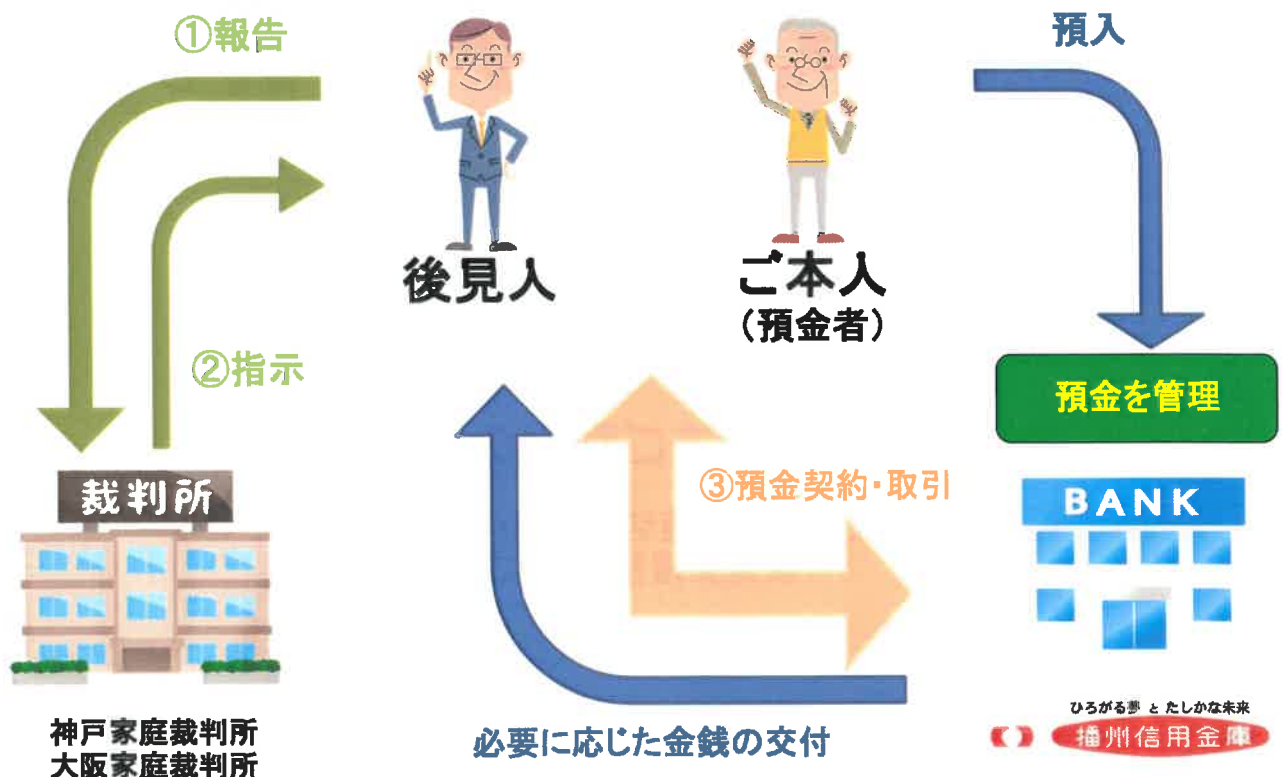 ①報告
預入
後見人
ご本人
（預金者）
②指示
預金を管理
裁判所
③預金契約・取引
BANK
神戸家庭裁判所
大阪家庭裁判所
必要に応じた金銭の交付
ひろがる夢 と たしかな未来
播州信用金庫